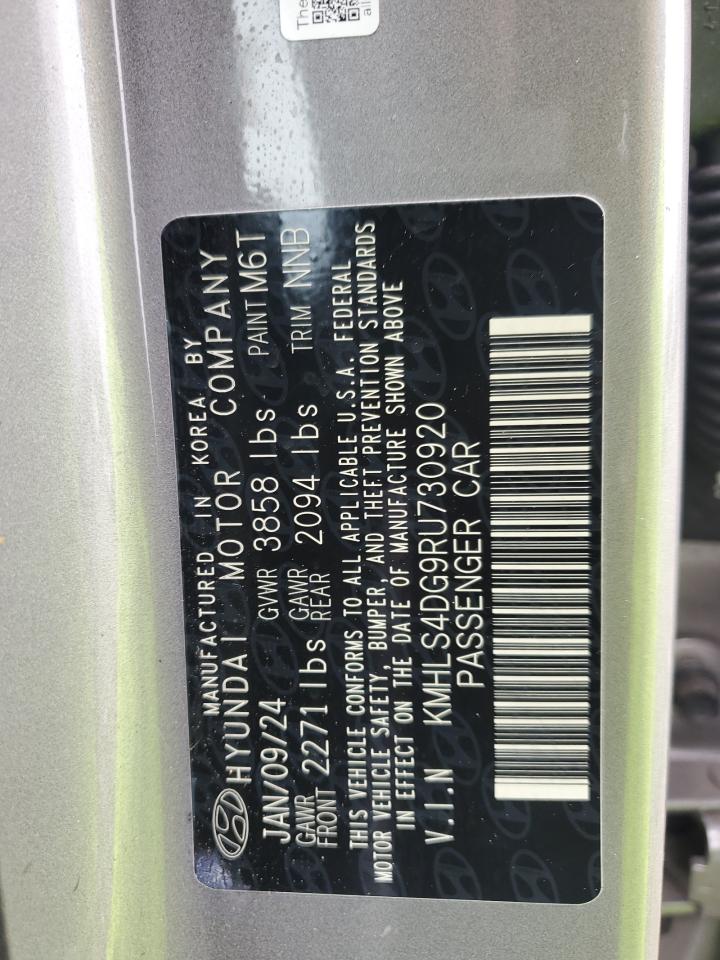 The
all
MANUFACTURED IN KOREA BY
HYUNDAI MOTOR COMPANY
JAN/09/24 GVWR 3858 lbs PAINT M6T
GAWR FRONT 2271 lbs GAWR REAR 2094 lbs TRIM NNB
THIS VEHICLE CONFORMS TO ALL APPLICABLE U.S.A. FEDERAL
MOTOR VEHICLE SAFETY, BUMPER, AND THEFT PREVENTION STANDARDS
IN EFFECT ON THE DATE OF MANUFACTURE SHOWN ABOVE
V.I.N KMHLS4DG9RU730920
PASSENGER CAR